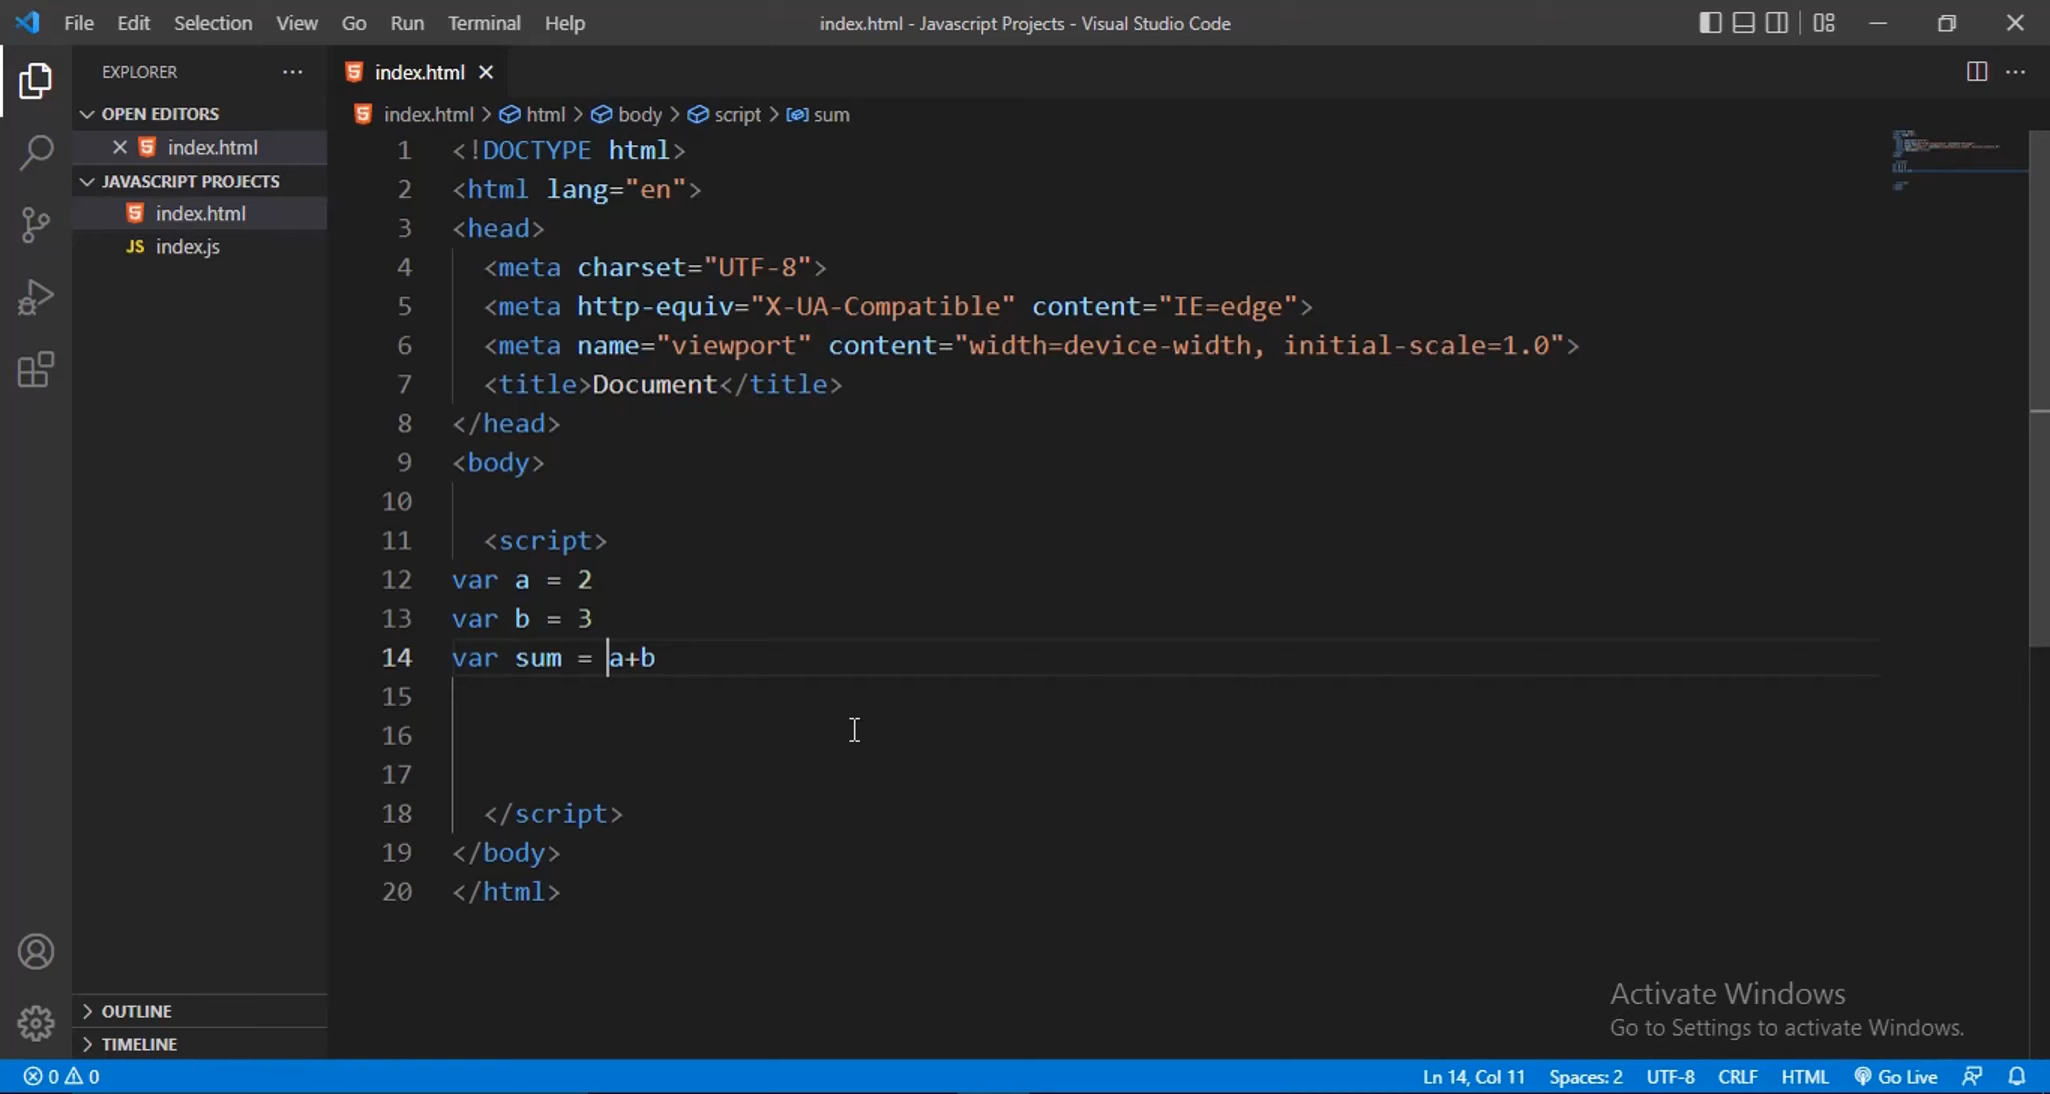 File Edit Selection View Go Run Terminal Help index.html - Javascript Projects - Visual Studio Code
EXPLORER ···
OPEN EDITORS
index.html
JAVASCRIPT PROJECTS
index.html
JS index.js
OUTLINE
TIMELINE
index.html
index.html > html > body > script > sum
1 <!DOCTYPE html>
2 <html lang="en">
3 <head>
4 <meta charset="UTF-8">
5 <meta http-equiv="X-UA-Compatible" content="IE=edge">
6 <meta name="viewport" content="width=device-width, initial-scale=1.0">
7 <title>Document</title>
8 </head>
9 <body>
10
11 <script>
12 var a = 2
13 var b = 3
14 var sum = a+b
15
16
17
18 </script>
19 </body>
20 </html>
Activate Windows
Go to Settings to activate Windows.
0 0 Ln 14, Col 11 Spaces: 2 UTF-8 CRLF HTML Go Live